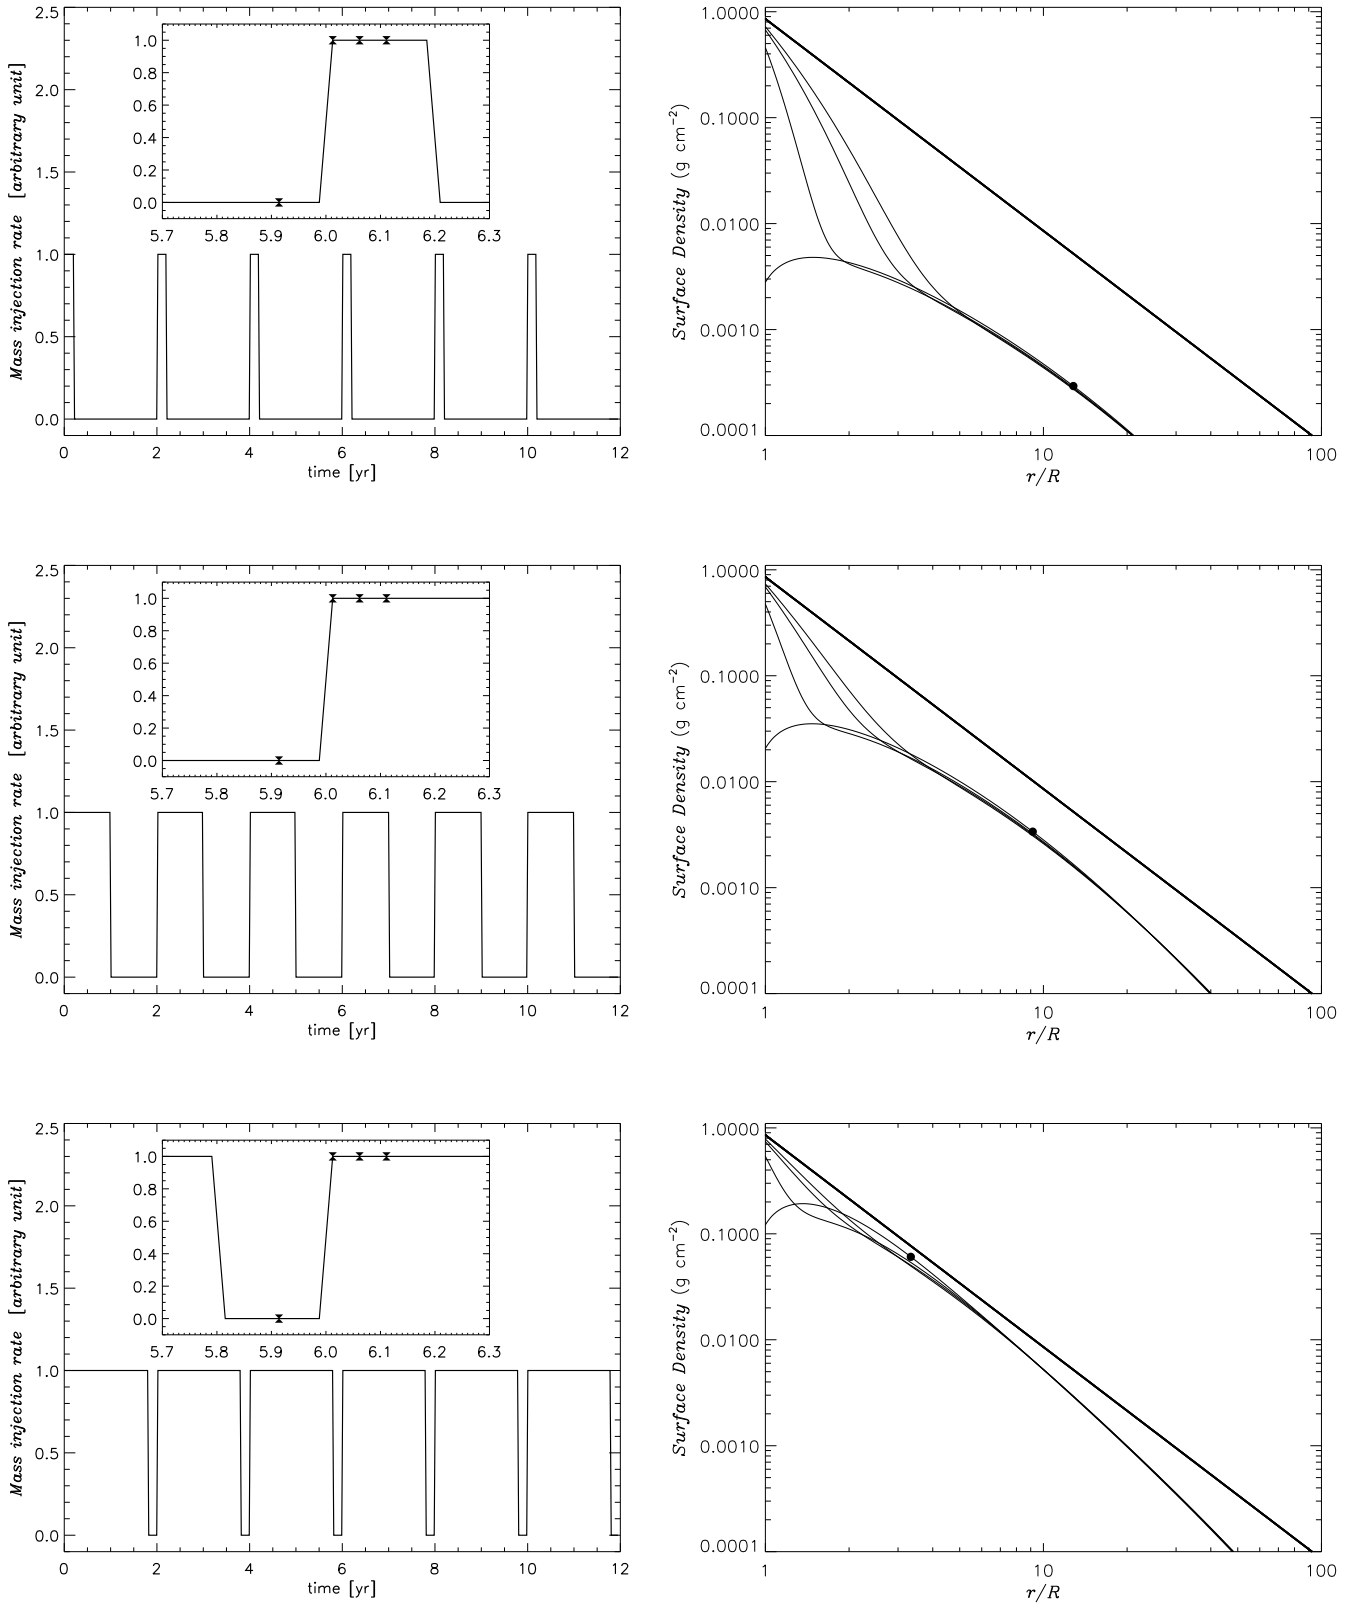 Mass injection rate [arbitrary unit]
2.5
2.0
1.5
1.0
0.5
0.0
0 2 4 6 8 10 12
time [yr]
1.0
0.8
0.6
0.4
0.2
0.0
5.7 5.8 5.9 6.0 6.1 6.2 6.3
Surface Density (g cm⁻²)
1.0000
0.1000
0.0100
0.0010
0.0001
1 10 100
r/R
Mass injection rate [arbitrary unit]
2.5
2.0
1.5
1.0
0.5
0.0
0 2 4 6 8 10 12
time [yr]
1.0
0.8
0.6
0.4
0.2
0.0
5.7 5.8 5.9 6.0 6.1 6.2 6.3
Surface Density (g cm⁻²)
1.0000
0.1000
0.0100
0.0010
0.0001
1 10 100
r/R
Mass injection rate [arbitrary unit]
2.5
2.0
1.5
1.0
0.5
0.0
0 2 4 6 8 10 12
time [yr]
1.0
0.8
0.6
0.4
0.2
0.0
5.7 5.8 5.9 6.0 6.1 6.2 6.3
Surface Density (g cm⁻²)
1.0000
0.1000
0.0100
0.0010
0.0001
1 10 100
r/R